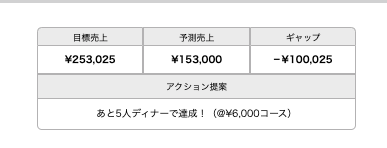 目標売上 予測売上 ギャップ
¥253,025 ¥153,000 −¥100,025
アクション提案
あと5人ディナーで達成！（@¥6,000コース）